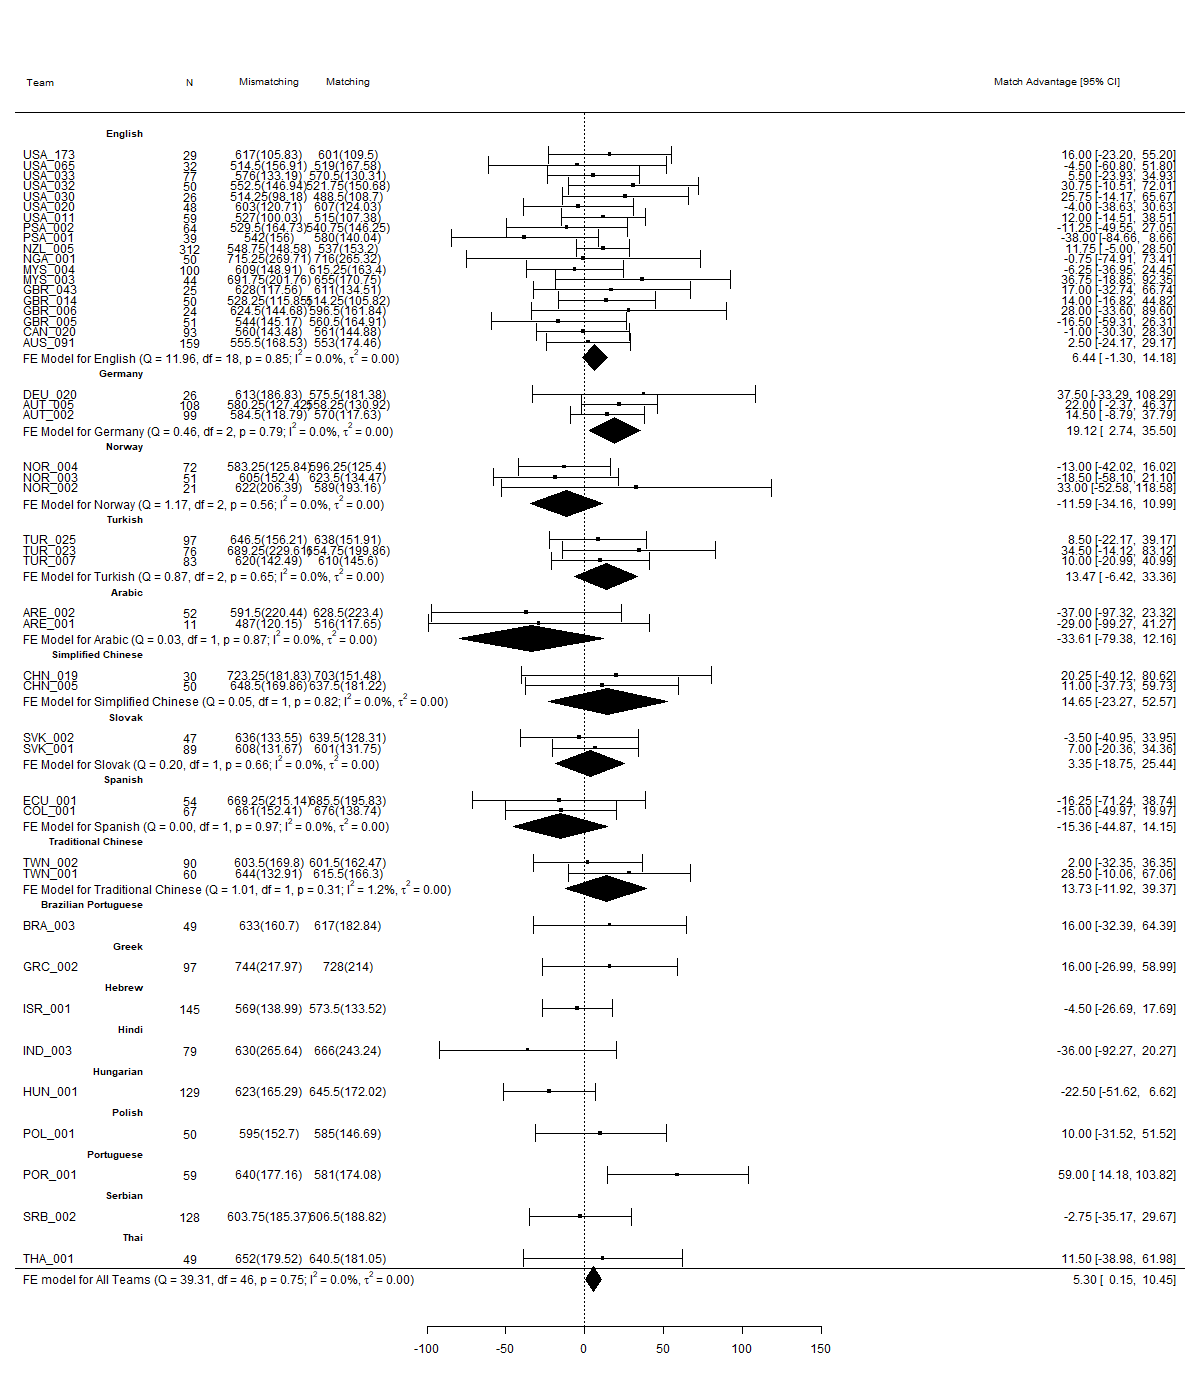 Team N Mismatching Matching Match Advantage [95% CI]
English
USA_173 29 617(105.83) 601(109.5) 16.00 [-23.20, 55.20]
USA_065 32 514.5(156.91) 519(167.58) -4.50 [-60.80, 51.80]
USA_033 77 576(133.19) 570.5(130.31) 5.50 [-23.93, 34.93]
USA_032 50 552.5(146.94) 521.75(150.68) 30.75 [-10.51, 72.01]
USA_030 26 514.25(98.18) 488.5(108.7) 25.75 [-14.17, 65.67]
USA_020 48 603(120.71) 607(124.03) -4.00 [-38.63, 30.63]
USA_011 59 527(100.03) 515(107.38) 12.00 [-14.51, 38.51]
PSA_002 64 529.5(164.73) 540.75(146.25) -11.25 [-49.55, 27.05]
PSA_001 39 542(156) 580(140.04) -38.00 [-84.66, 8.66]
NZL_005 312 548.75(148.58) 537(153.2) 11.75 [-5.00, 28.50]
NGA_001 50 715.25(269.71) 716(265.32) -0.75 [-74.91, 73.41]
MYS_004 100 609(148.91) 615.25(163.4) -6.25 [-36.95, 24.45]
MYS_003 44 691.75(201.76) 655(170.75) 36.75 [-18.85, 92.35]
GBR_043 25 628(117.56) 611(134.51) 17.00 [-32.74, 66.74]
GBR_014 50 528.25(115.85) 514.25(105.82) 14.00 [-16.82, 44.82]
GBR_006 24 624.5(144.68) 596.5(161.84) 28.00 [-33.60, 89.60]
GBR_005 51 544(145.17) 560.5(164.91) -16.50 [-59.31, 26.31]
CAN_020 93 560(143.48) 561(144.88) -1.00 [-30.30, 28.30]
AUS_091 159 555.5(168.53) 553(174.46) 2.50 [-24.17, 29.17]
FE Model for English (Q = 11.96, df = 18, p = 0.85; I² = 0.0%, τ² = 0.00) 6.44 [ -1.30, 14.18]
Germany
DEU_020 26 613(186.83) 575.5(181.38) 37.50 [-33.29, 108.29]
AUT_005 108 580.25(127.42) 558.25(130.92) 22.00 [ -2.37, 46.37]
AUT_002 99 584.5(118.79) 570(117.63) 14.50 [ -8.79, 37.79]
FE Model for Germany (Q = 0.46, df = 2, p = 0.79; I² = 0.0%, τ² = 0.00) 19.12 [ 2.74, 35.50]
Norway
NOR_004 72 583.25(125.84) 596.25(125.4) -13.00 [-42.02, 16.02]
NOR_003 51 605(152.4) 623.5(134.47) -18.50 [-58.10, 21.10]
NOR_002 21 622(206.39) 589(193.16) 33.00 [-52.58, 118.58]
FE Model for Norway (Q = 1.17, df = 2, p = 0.56; I² = 0.0%, τ² = 0.00) -11.59 [-34.16, 10.99]
Turkish
TUR_025 97 646.5(156.21) 638(151.91) 8.50 [-22.17, 39.17]
TUR_023 76 689.25(229.61) 654.75(199.86) 34.50 [-14.12, 83.12]
TUR_007 83 620(142.49) 610(145.6) 10.00 [-20.99, 40.99]
FE Model for Turkish (Q = 0.87, df = 2, p = 0.65; I² = 0.0%, τ² = 0.00) 13.47 [ -6.42, 33.36]
Arabic
ARE_002 52 591.5(220.44) 628.5(223.4) -37.00 [-97.32, 23.32]
ARE_001 11 487(120.15) 516(117.65) -29.00 [-99.27, 41.27]
FE Model for Arabic (Q = 0.03, df = 1, p = 0.87; I² = 0.0%, τ² = 0.00) -33.61 [-79.38, 12.16]
Simplified Chinese
CHN_019 30 723.25(181.83) 703(151.48) 20.25 [-40.12, 80.62]
CHN_005 50 648.5(169.86) 637.5(181.22) 11.00 [-37.73, 59.73]
FE Model for Simplified Chinese (Q = 0.05, df = 1, p = 0.82; I² = 0.0%, τ² = 0.00) 14.65 [-23.27, 52.57]
Slovak
SVK_002 47 636(133.55) 639.5(128.31) -3.50 [-40.95, 33.95]
SVK_001 89 608(131.67) 601(131.75) 7.00 [-20.36, 34.36]
FE Model for Slovak (Q = 0.20, df = 1, p = 0.66; I² = 0.0%, τ² = 0.00) 3.35 [-18.75, 25.44]
Spanish
ECU_001 54 669.25(215.14) 685.5(195.83) -16.25 [-71.24, 38.74]
COL_001 67 661(152.41) 676(138.74) -15.00 [-49.97, 19.97]
FE Model for Spanish (Q = 0.00, df = 1, p = 0.97; I² = 0.0%, τ² = 0.00) -15.36 [-44.87, 14.15]
Traditional Chinese
TWN_002 90 603.5(169.8) 601.5(162.47) 2.00 [-32.35, 36.35]
TWN_001 60 644(132.91) 615.5(166.3) 28.50 [-10.06, 67.06]
FE Model for Traditional Chinese (Q = 1.01, df = 1, p = 0.31; I² = 1.2%, τ² = 0.00) 13.73 [-11.92, 39.37]
Brazilian Portuguese
BRA_003 49 633(160.7) 617(182.84) 16.00 [-32.39, 64.39]
Greek
GRC_002 97 744(217.97) 728(214) 16.00 [-26.99, 58.99]
Hebrew
ISR_001 145 569(138.99) 573.5(133.52) -4.50 [-26.69, 17.69]
Hindi
IND_003 79 630(265.64) 666(243.24) -36.00 [-92.27, 20.27]
Hungarian
HUN_001 129 623(165.29) 645.5(172.02) -22.50 [-51.62, 6.62]
Polish
POL_001 50 595(152.7) 585(146.69) 10.00 [-31.52, 51.52]
Portuguese
POR_001 59 640(177.16) 581(174.08) 59.00 [ 14.18, 103.82]
Serbian
SRB_002 128 603.75(185.37) 606.5(188.82) -2.75 [-35.17, 29.67]
Thai
THA_001 49 652(179.52) 640.5(181.05) 11.50 [-38.98, 61.98]
FE model for All Teams (Q = 39.31, df = 46, p = 0.75; I² = 0.0%, τ² = 0.00) 5.30 [ 0.15, 10.45]
-100 -50 0 50 100 150